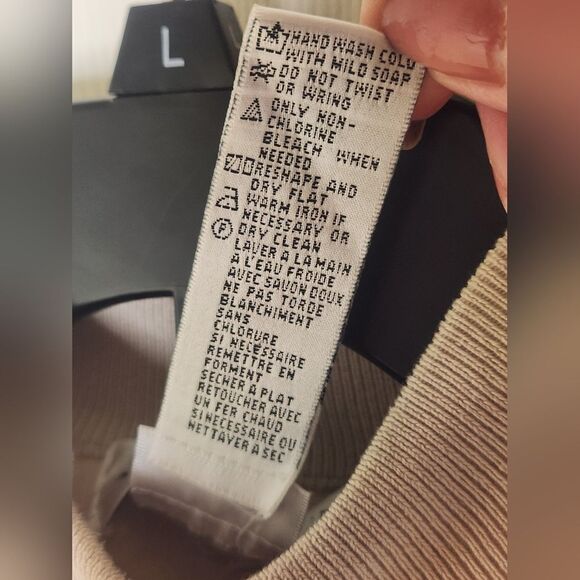 L
HAND WASH COLD
WITH MILD SOAP
DO NOT TWIST
OR WRING
ONLY NON-
CHLORINE
BLEACH WHEN
NEEDED
RESHAPE AND
DRY FLAT
WARM IRON IF
NECESSARY OR
P DRY CLEAN
LAVER A LA MAIN
A L'EAU FROIDE
AVEC SAVON DOUX
NE PAS TORDE
BLANCHIMENT
SANS
CHLORURE
SI NECESSAIRE
REMETTRE EN
FORMENT
SECHER A PLAT
RETOUCHER AVEC
UN FER CHAUD
SI NECESSAIRE OU
NETTAVER A SEC